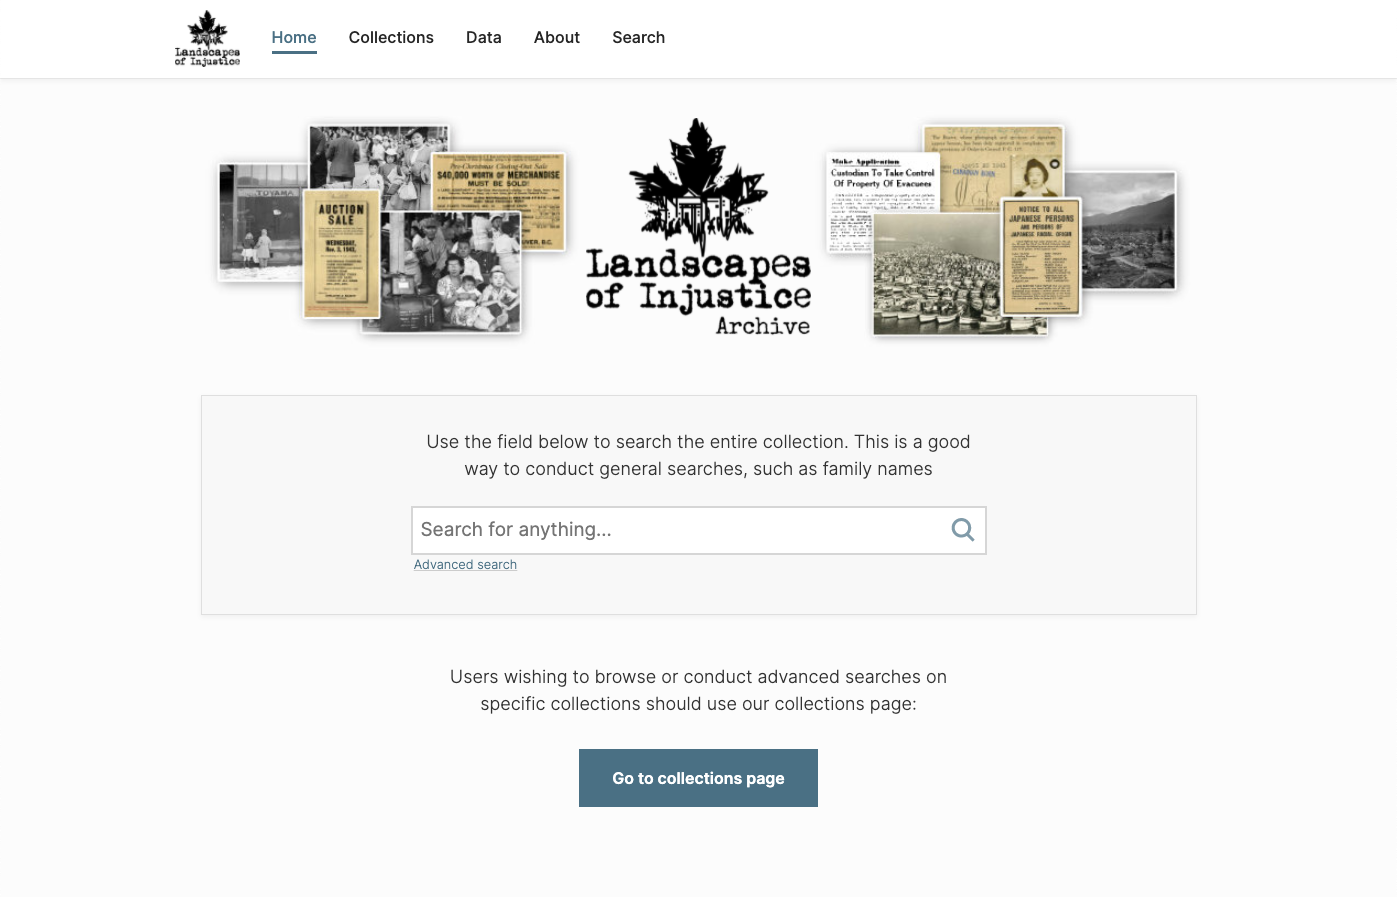 Landscapes
of Injustice
Home
Collections
Data
About
Search
TOYAMA
AUCTION
SALE
WEDNESDAY,
Nov. 3, 1943,
Pre-Christmas Closing-Out Sale
$40,000 WORTH OF MERCHANDISE
MUST BE SOLD!
Landscapes
of Injustice
Archive
Make Application
Custodian To Take Control
Of Property Of Evacuees
CANADIAN BORN
NOTICE TO ALL
JAPANESE PERSONS
AND PERSONS OF
JAPANESE RACIAL ORIGIN
Use the field below to search the entire collection. This is a good
way to conduct general searches, such as family names
Search for anything...
Advanced search
Users wishing to browse or conduct advanced searches on
specific collections should use our collections page:
Go to collections page